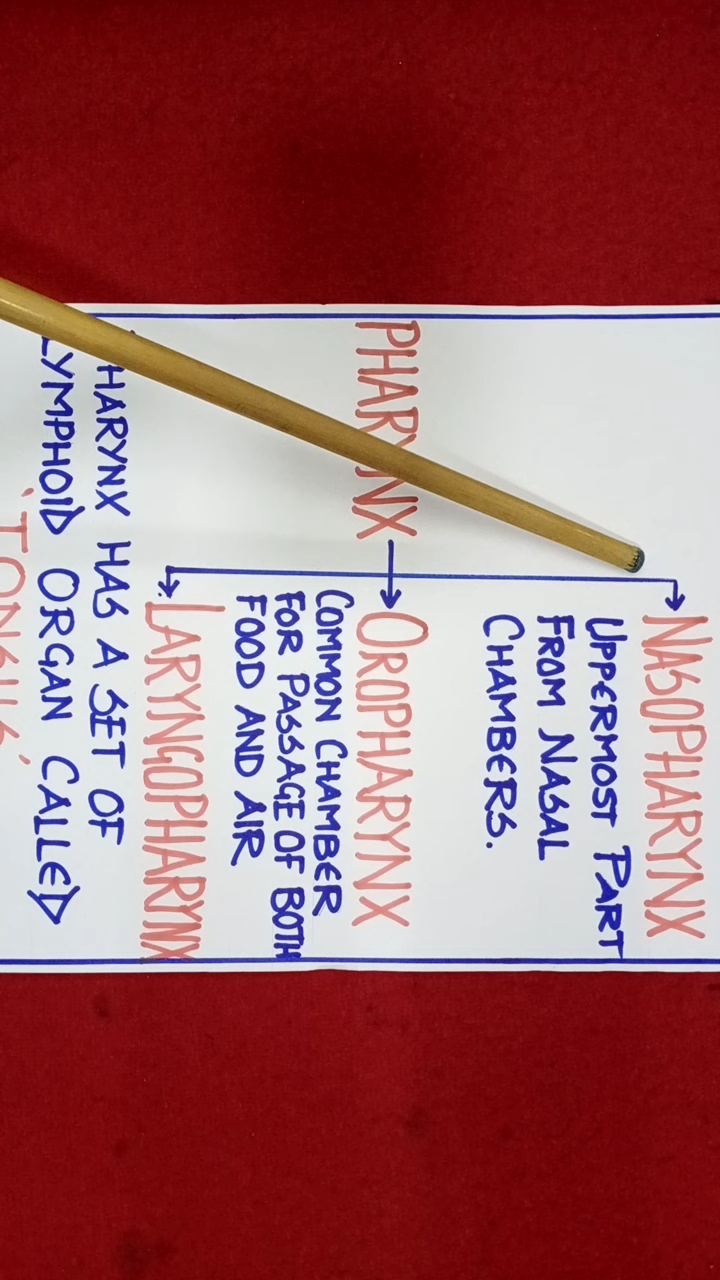 NASOPHARYNX
UPPERMOST PART
FROM NASAL
CHAMBERS.
PHARYNX
OROPHARYNX
COMMON CHAMBER
FOR PASSAGE OF BOTH
FOOD AND AIR
LARYNGOPHARYNX
HARYNX HAS A SET OF
LYMPHOID ORGAN CALLED